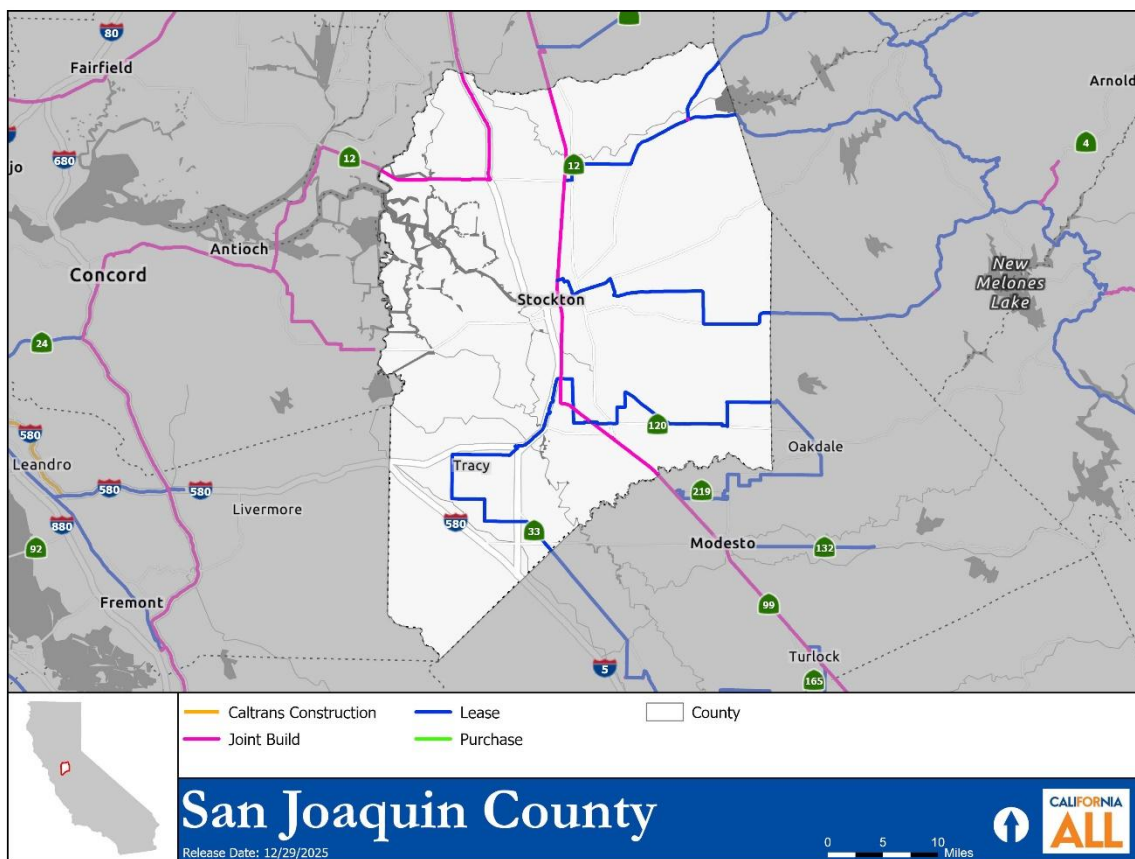 80
Fairfield
Arnold
jo
680
12
12
4
Antioch
Concord
New
Melones
Lake
Stockton
24
120
Oakdale
580
Leandro
Tracy
580
580
Livermore
219
880
580
33
92
Modesto
132
Fremont
99
Turlock
5
165
Caltrans Construction
Lease
County
Joint Build
Purchase
San Joaquin County
Release Date: 12/29/2025
0 5 10
Miles
CALIFORNIA
ALL